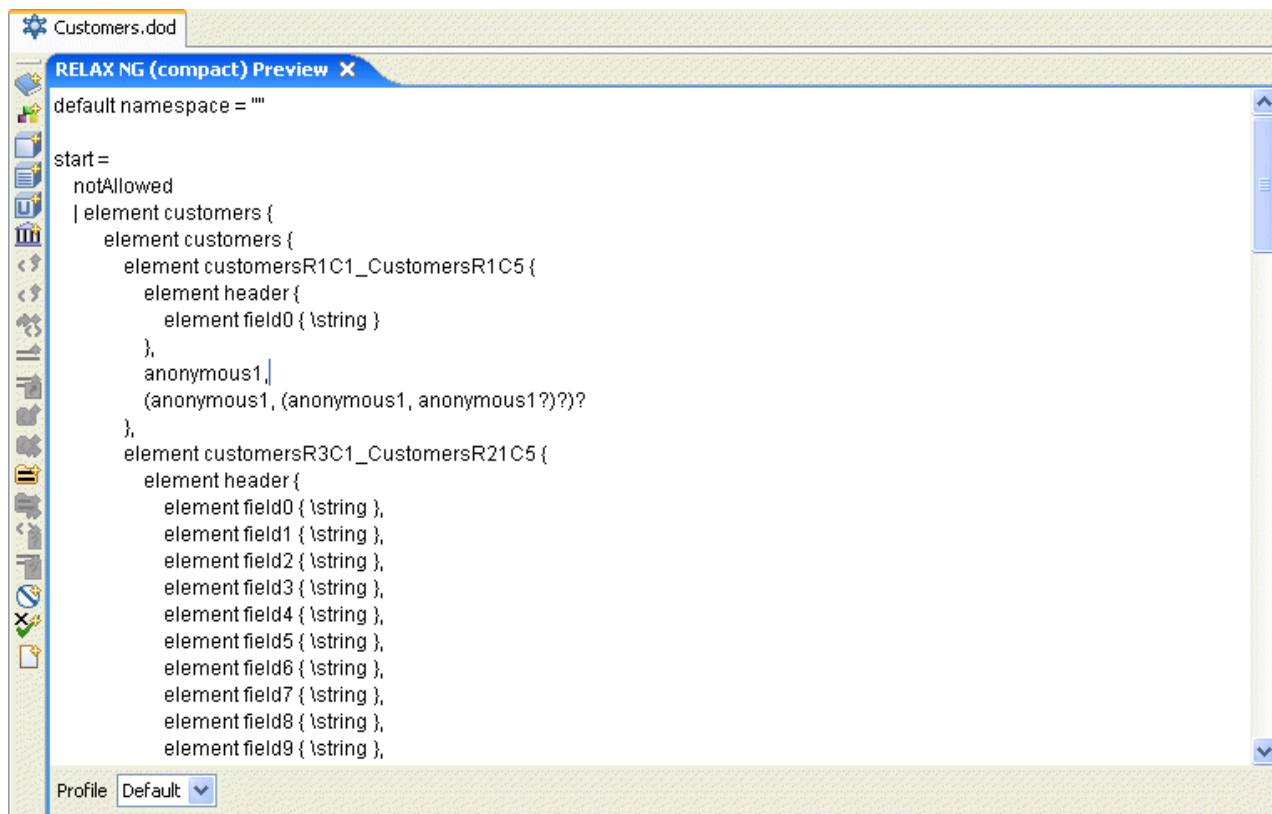 Customers.dod
RELAX NG (compact) Preview
default namespace = ""
start =
notAllowed
| element customers {
element customers {
element customersR1C1_CustomersR1C5 {
element header {
element field0 { \string }
},
anonymous1,
(anonymous1, (anonymous1, anonymous1?)?)?
},
element customersR3C1_CustomersR21C5 {
element header {
element field0 { \string },
element field1 { \string },
element field2 { \string },
element field3 { \string },
element field4 { \string },
element field5 { \string },
element field6 { \string },
element field7 { \string },
element field8 { \string },
element field9 { \string },
Profile Default